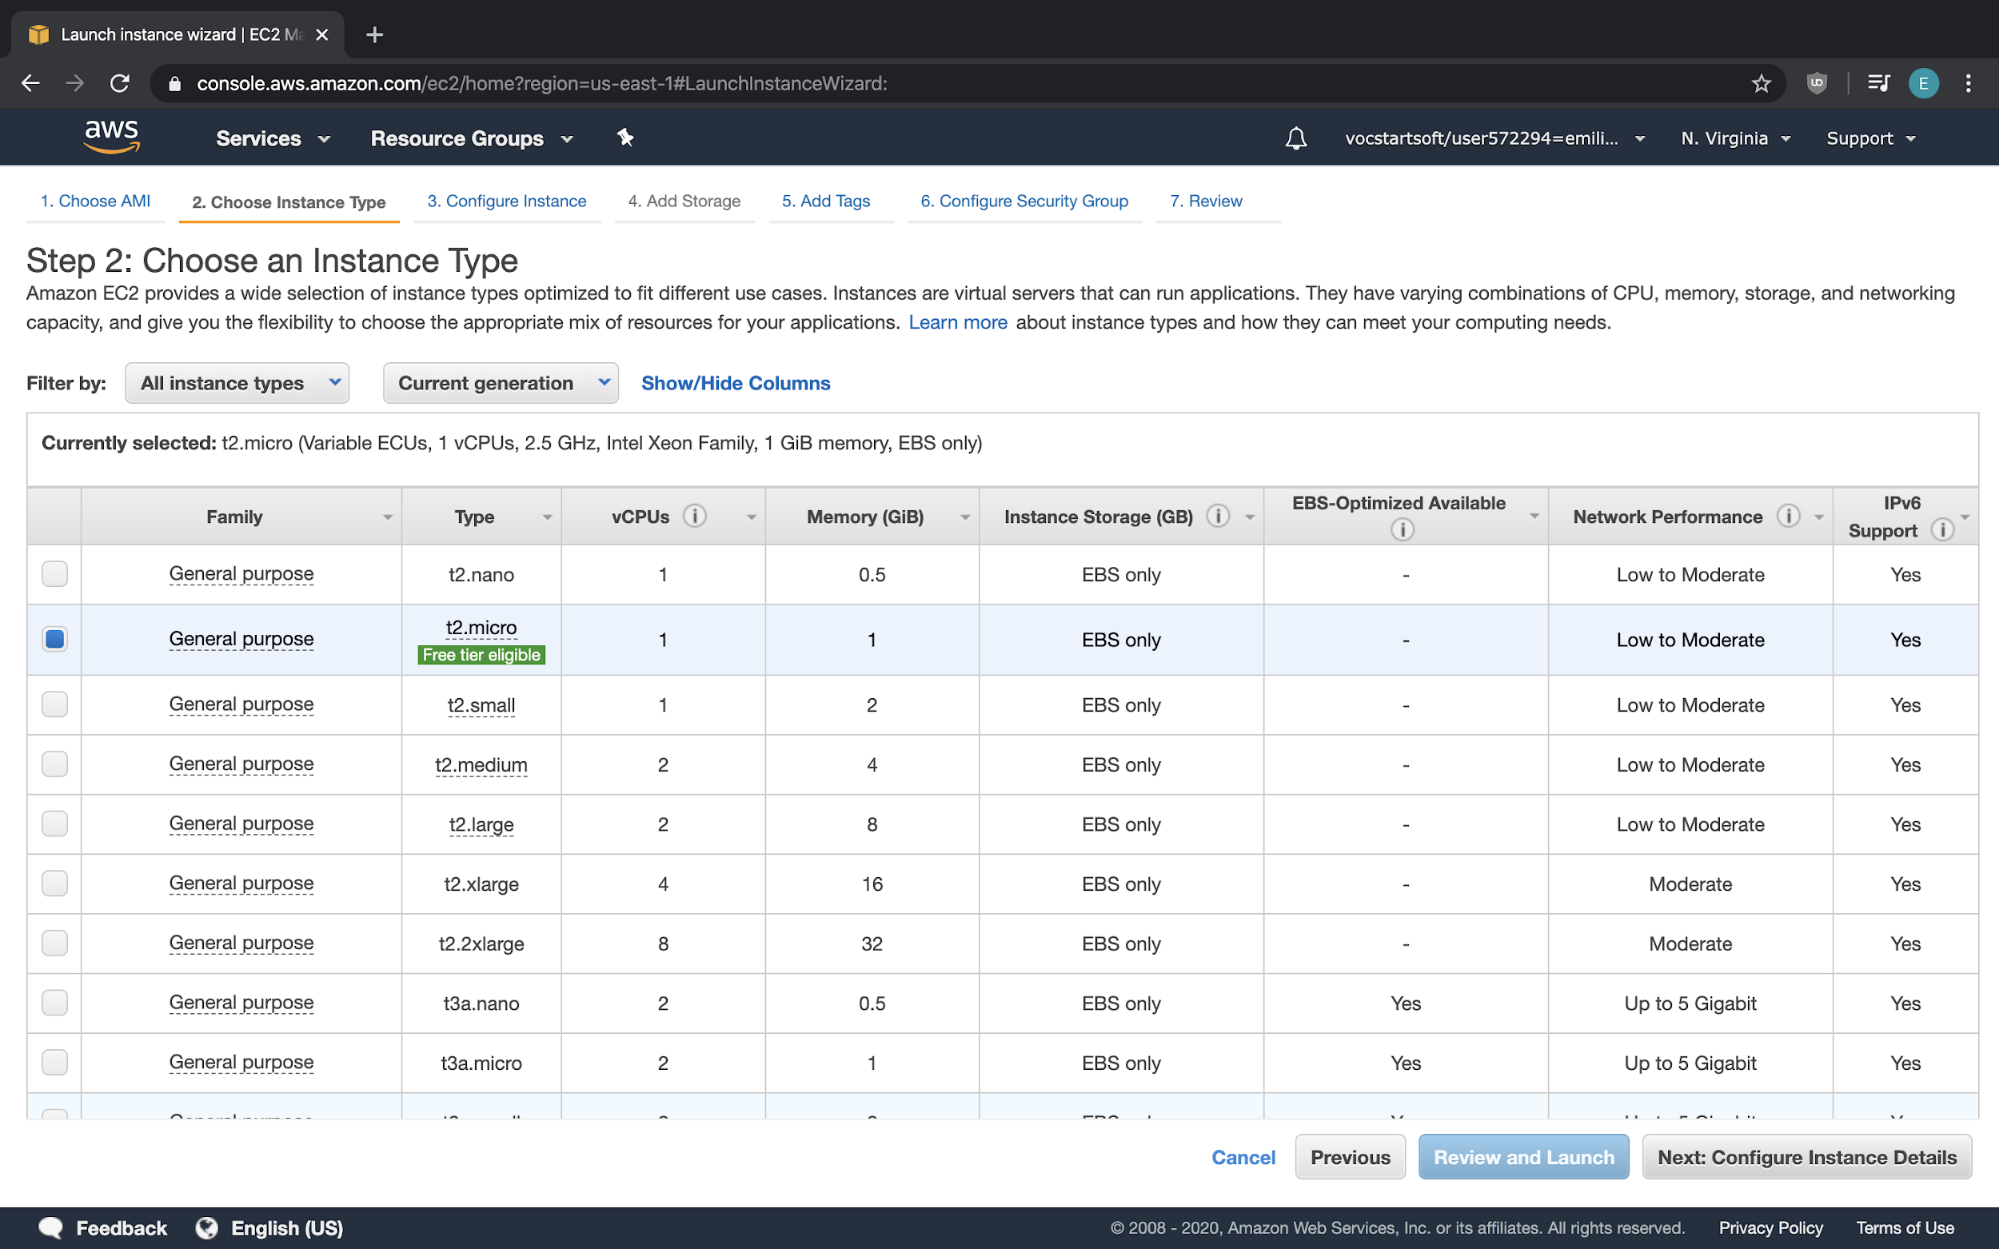 Launch instance wizard | EC2 Ma
console.aws.amazon.com/ec2/home?region=us-east-1#LaunchInstanceWizard:
E
aws Services Resource Groups vocstartsoft/user572294=emili... N. Virginia Support
1. Choose AMI 2. Choose Instance Type 3. Configure Instance 4. Add Storage 5. Add Tags 6. Configure Security Group 7. Review
Step 2: Choose an Instance Type
Amazon EC2 provides a wide selection of instance types optimized to fit different use cases. Instances are virtual servers that can run applications. They have varying combinations of CPU, memory, storage, and networking
capacity, and give you the flexibility to choose the appropriate mix of resources for your applications. Learn more about instance types and how they can meet your computing needs.
Filter by: All instance types Current generation Show/Hide Columns
Currently selected: t2.micro (Variable ECUs, 1 vCPUs, 2.5 GHz, Intel Xeon Family, 1 GiB memory, EBS only)
Family Type vCPUs Memory (GiB) Instance Storage (GB) EBS-Optimized Available Network Performance IPv6 Support
General purpose t2.nano 1 0.5 EBS only - Low to Moderate Yes
General purpose t2.micro Free tier eligible 1 1 EBS only - Low to Moderate Yes
General purpose t2.small 1 2 EBS only - Low to Moderate Yes
General purpose t2.medium 2 4 EBS only - Low to Moderate Yes
General purpose t2.large 2 8 EBS only - Low to Moderate Yes
General purpose t2.xlarge 4 16 EBS only - Moderate Yes
General purpose t2.2xlarge 8 32 EBS only - Moderate Yes
General purpose t3a.nano 2 0.5 EBS only Yes Up to 5 Gigabit Yes
General purpose t3a.micro 2 1 EBS only Yes Up to 5 Gigabit Yes
Cancel Previous Review and Launch Next: Configure Instance Details
Feedback English (US) © 2008 - 2020, Amazon Web Services, Inc. or its affiliates. All rights reserved. Privacy Policy Terms of Use